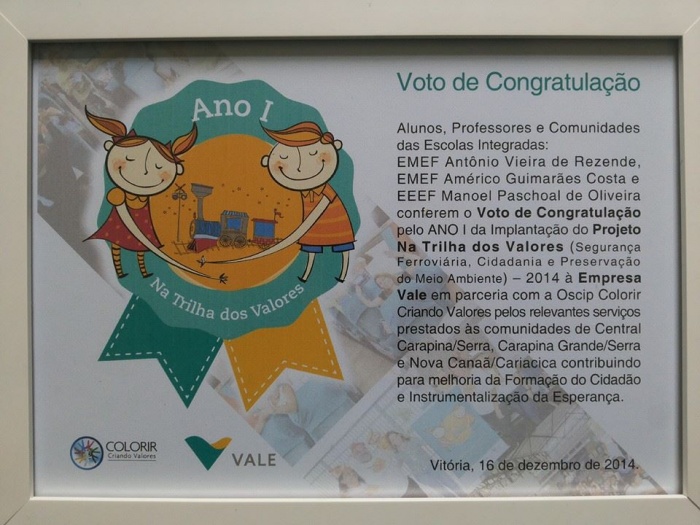 Ano I
Na Trilha dos Valores
COLORIR
Criando Valores
VALE
Voto de Congratulação
Alunos, Professores e Comunidades
das Escolas Integradas:
EMEF Antônio Vieira de Rezende,
EMEF Américo Guimarães Costa e
EEEF Manoel Paschoal de Oliveira
conferem o Voto de Congratulação
pelo ANO I da Implantação do Projeto
Na Trilha dos Valores (Segurança
Ferroviária, Cidadania e Preservação
do Meio Ambiente) – 2014 à Empresa
Vale em parceria com a Oscip Colorir
Criando Valores pelos relevantes serviços
prestados às comunidades de Central
Carapina/Serra, Carapina Grande/Serra
e Nova Canaã/Cariacica contribuindo
para melhoria da Formação do Cidadão
e Instrumentalização da Esperança.
Vitória, 16 de dezembro de 2014.